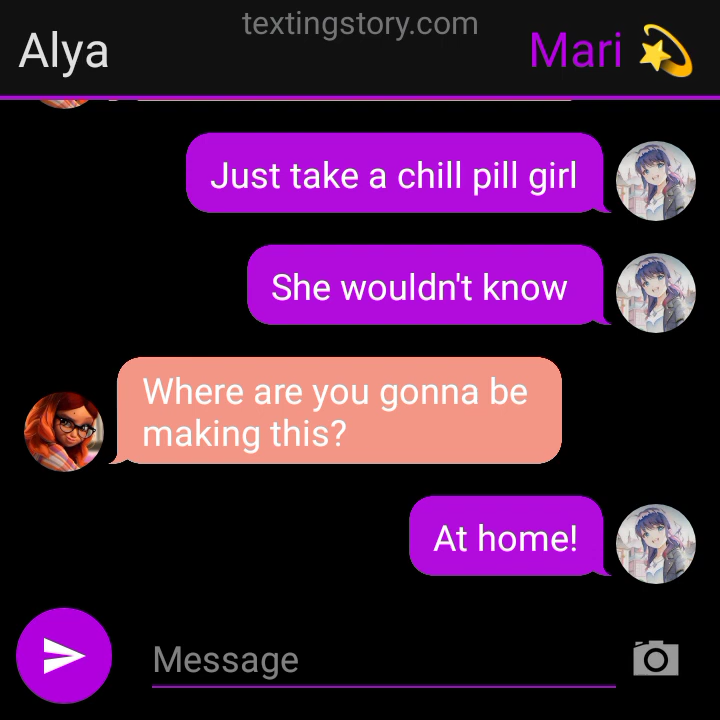 textingstory.com
Alya
Mari 💫
Just take a chill pill girl
She wouldn't know
Where are you gonna be
making this?
At home!
Message